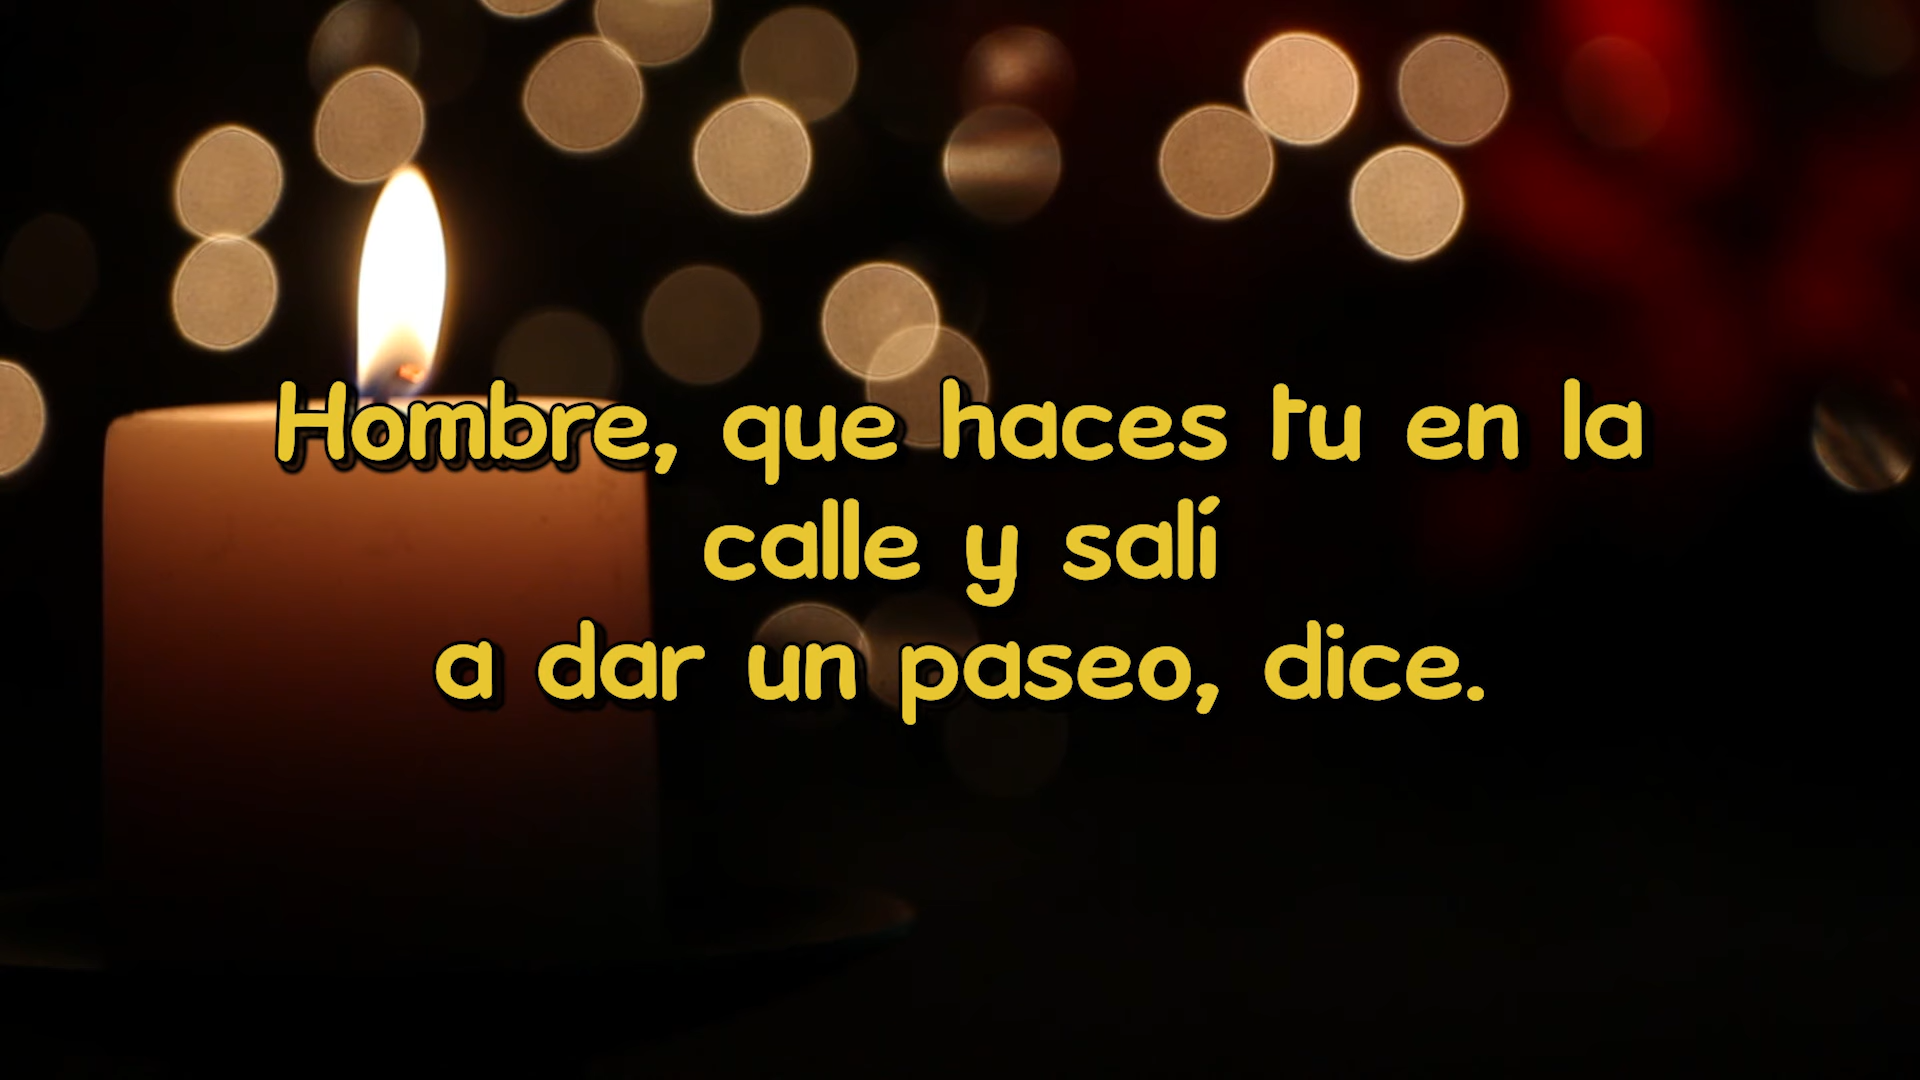 Hombre, que haces tu en la
calle y salí
a dar un paseo, dice.